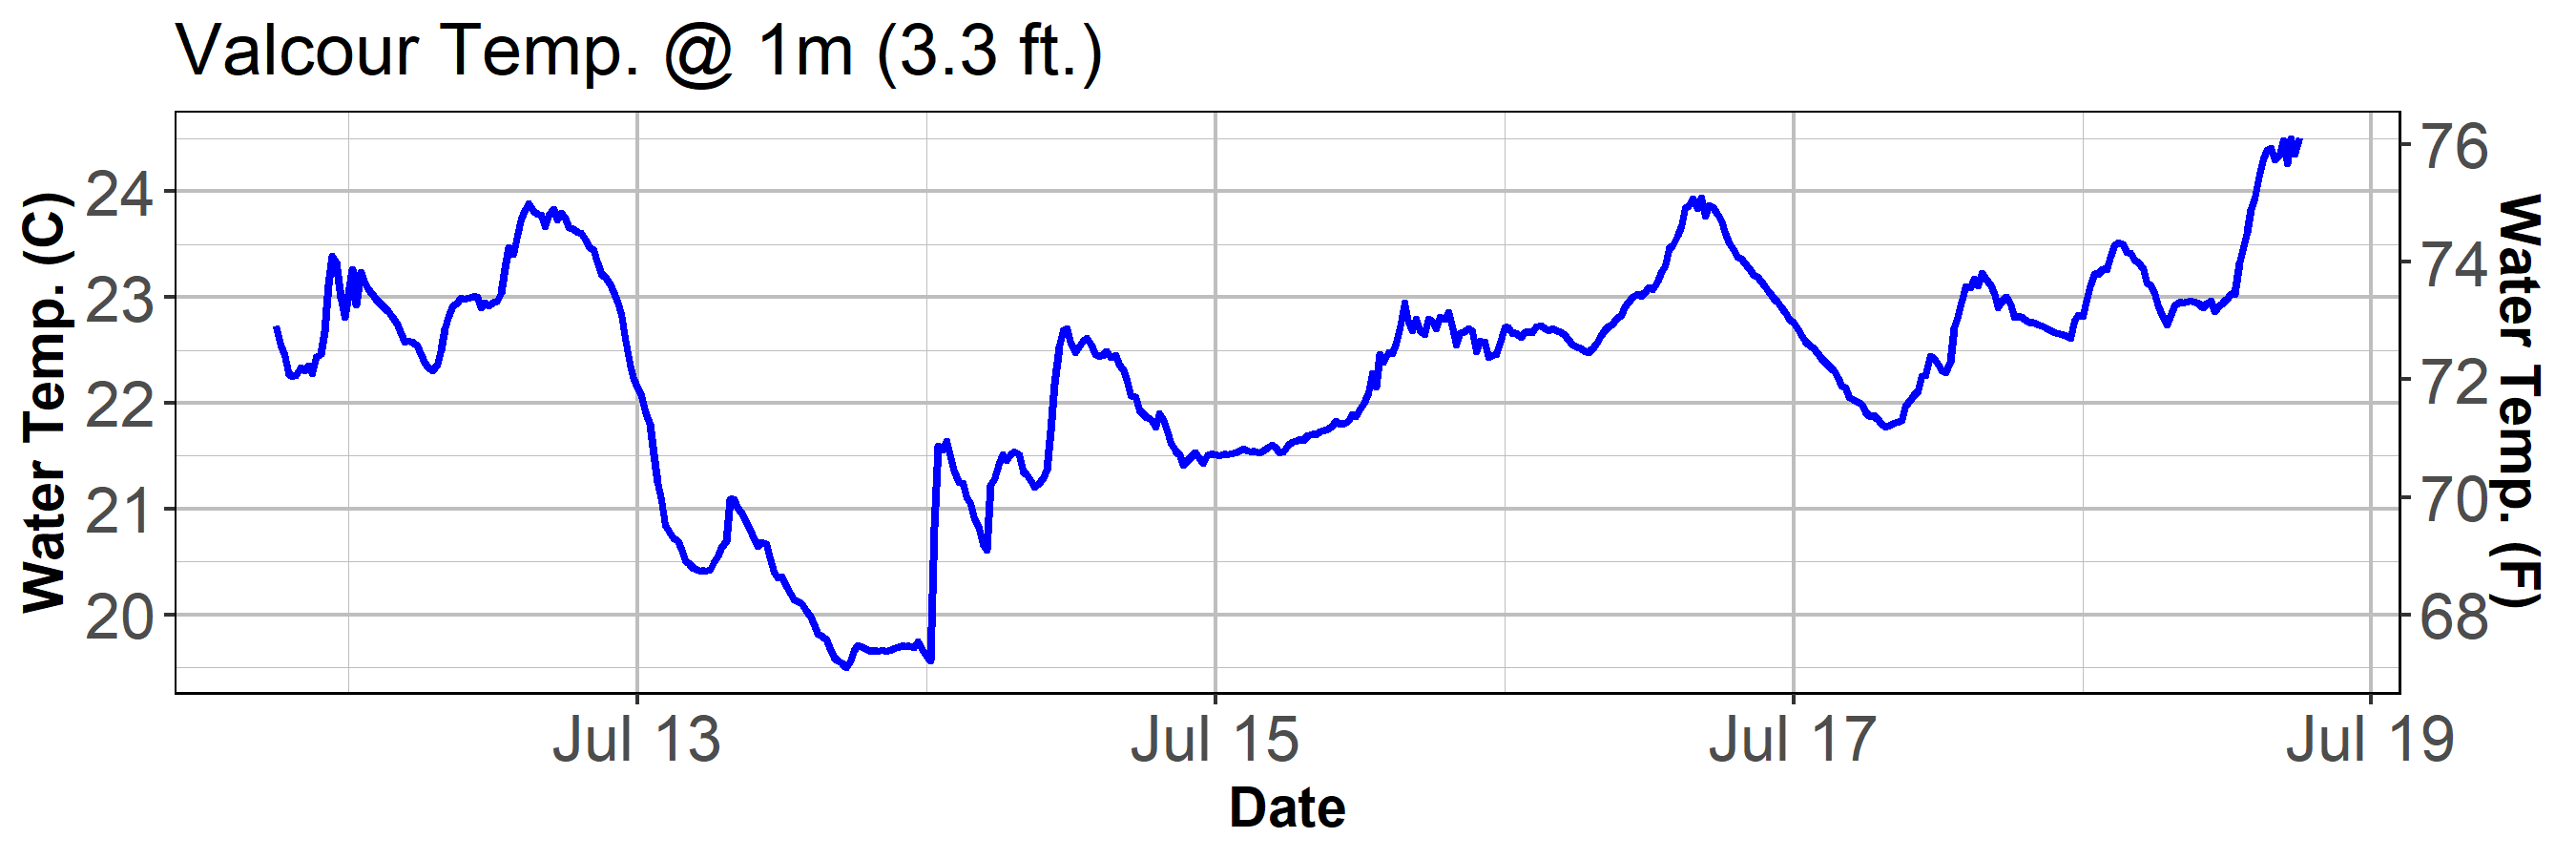 Valcour Temp. @ 1m (3.3 ft.)
Water Temp. (C)
24
23
22
21
20
76
74
72
70
68
Water Temp. (F)
Jul 13
Jul 15
Jul 17
Jul 19
Date